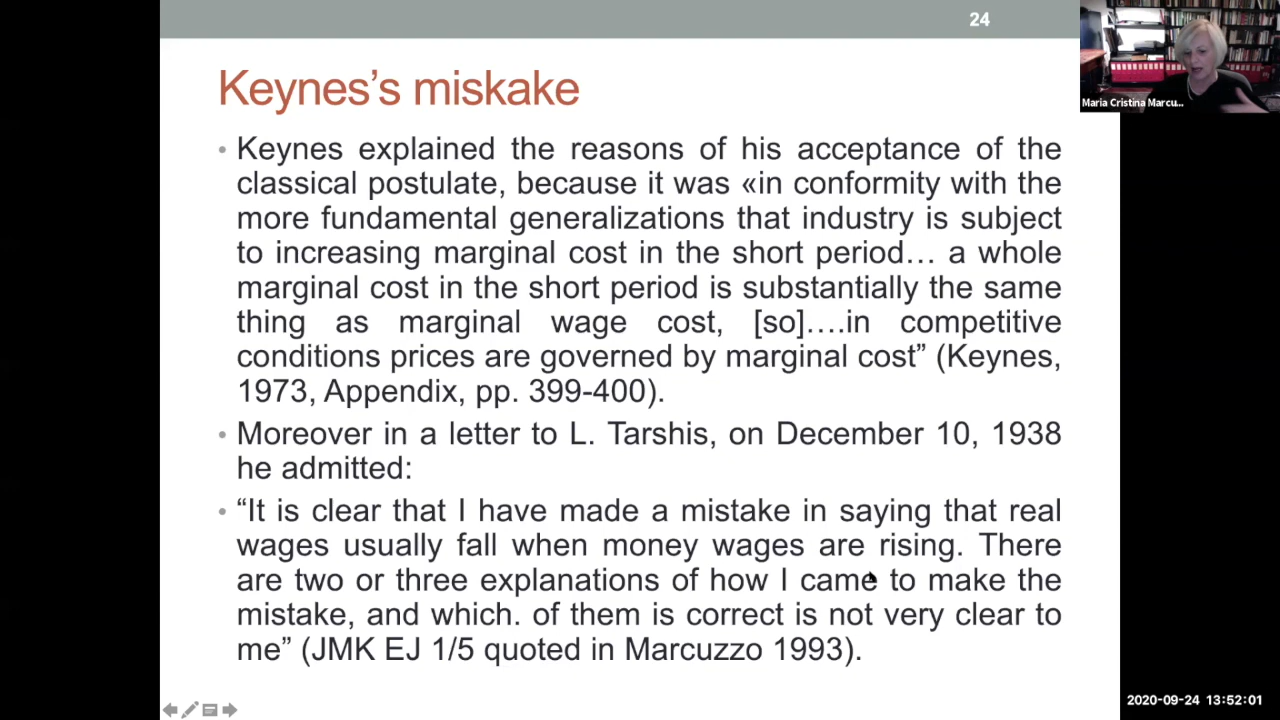 24
Maria Cristina Marcu...
Keynes's miskake
• Keynes explained the reasons of his acceptance of the
classical postulate, because it was «in conformity with the
more fundamental generalizations that industry is subject
to increasing marginal cost in the short period… a whole
marginal cost in the short period is substantially the same
thing as marginal wage cost, [so]….in competitive
conditions prices are governed by marginal cost” (Keynes,
1973, Appendix, pp. 399-400).
• Moreover in a letter to L. Tarshis, on December 10, 1938
he admitted:
• “It is clear that I have made a mistake in saying that real
wages usually fall when money wages are rising. There
are two or three explanations of how I came to make the
mistake, and which. of them is correct is not very clear to
me” (JMK EJ 1/5 quoted in Marcuzzo 1993).
2020-09-24 13:52:01